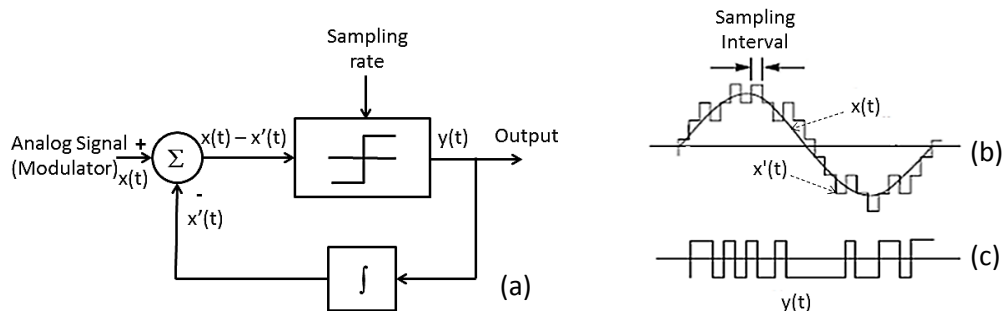 Sampling
rate
Analog Signal +
(Modulator)
x(t)
Σ
x(t) – x’(t)
y(t)
Output
-
x’(t)
∫
(a)
Sampling
Interval
x(t)
x'(t)
(b)
(c)
y(t)